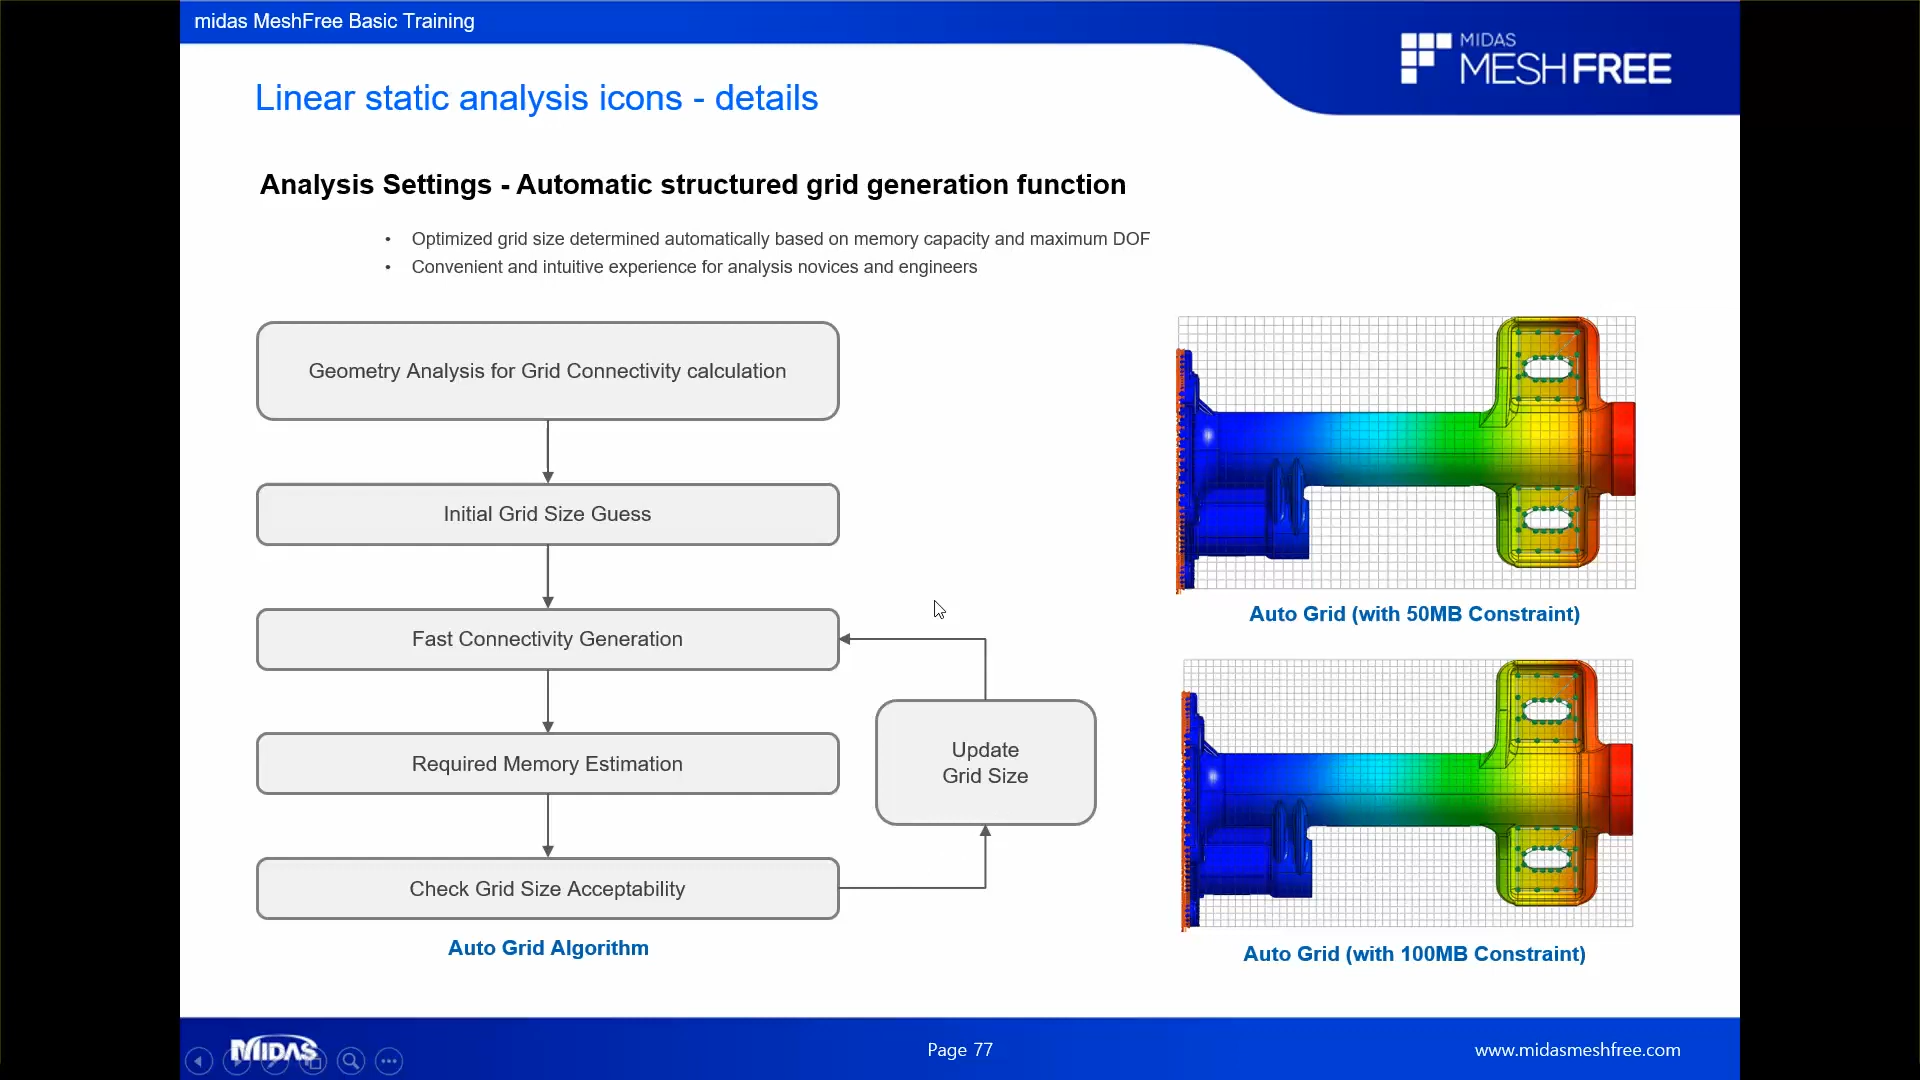 midas MeshFree Basic Training
MIDAS
MESHFREE
Linear static analysis icons - details
Analysis Settings - Automatic structured grid generation function
• Optimized grid size determined automatically based on memory capacity and maximum DOF
• Convenient and intuitive experience for analysis novices and engineers
Geometry Analysis for Grid Connectivity calculation
Initial Grid Size Guess
Fast Connectivity Generation
Required Memory Estimation
Check Grid Size Acceptability
Update
Grid Size
Auto Grid Algorithm
Auto Grid (with 50MB Constraint)
Auto Grid (with 100MB Constraint)
MIDAS
Page 77
www.midasmeshfree.com